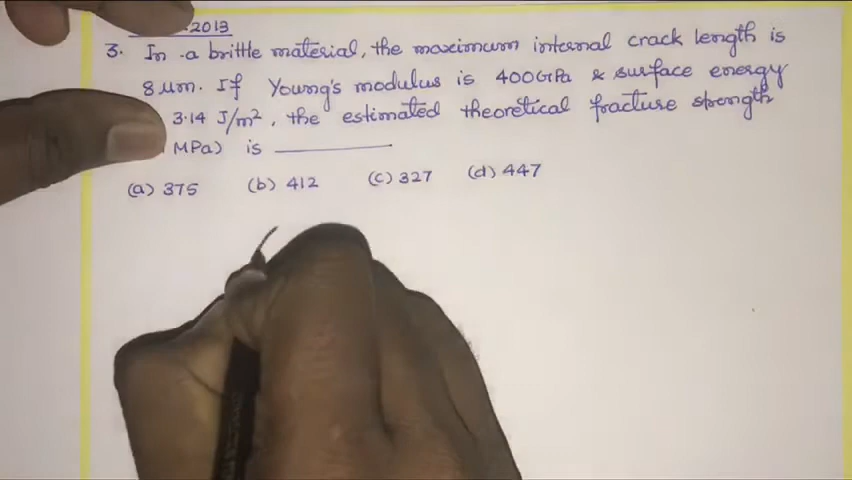 2013
3. In a brittle material, the maximum internal crack length is
8 µm. If Young's modulus is 400GPa & surface energy
3.14 J/m², the estimated theoretical fracture strength
MPa) is
(a) 375 (b) 412 (c) 327 (d) 447